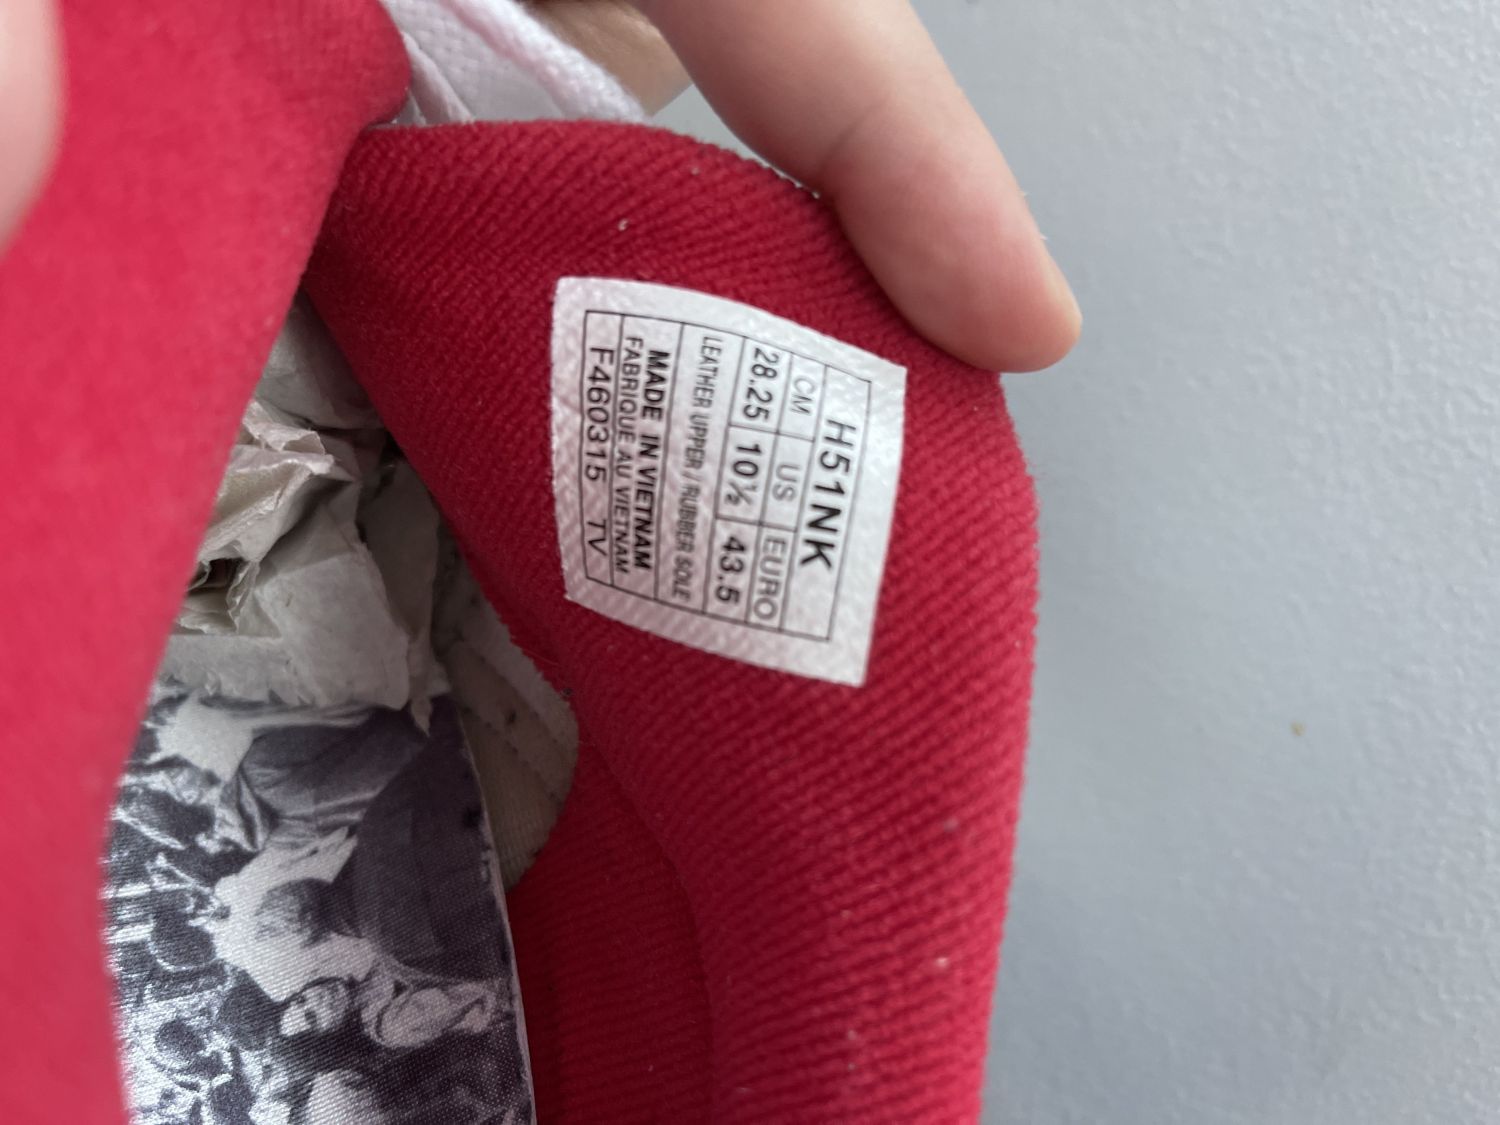 H51NK
CM US EURO
28.25 10½ 43.5
LEATHER UPPER / RUBBER SOLE
MADE IN VIETNAM
FABRIQUE AU VIETNAM
F460315 TV